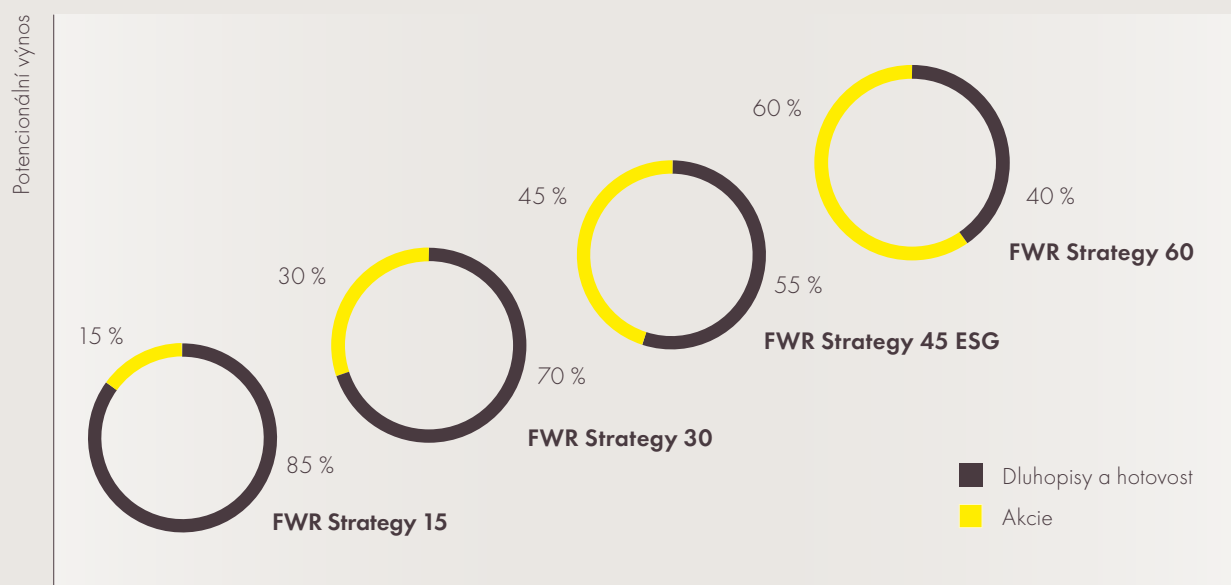 Potencionální výnos
15 %
85 %
FWR Strategy 15
30 %
70 %
FWR Strategy 30
45 %
55 %
FWR Strategy 45 ESG
60 %
40 %
FWR Strategy 60
Dluhopisy a hotovost
Akcie